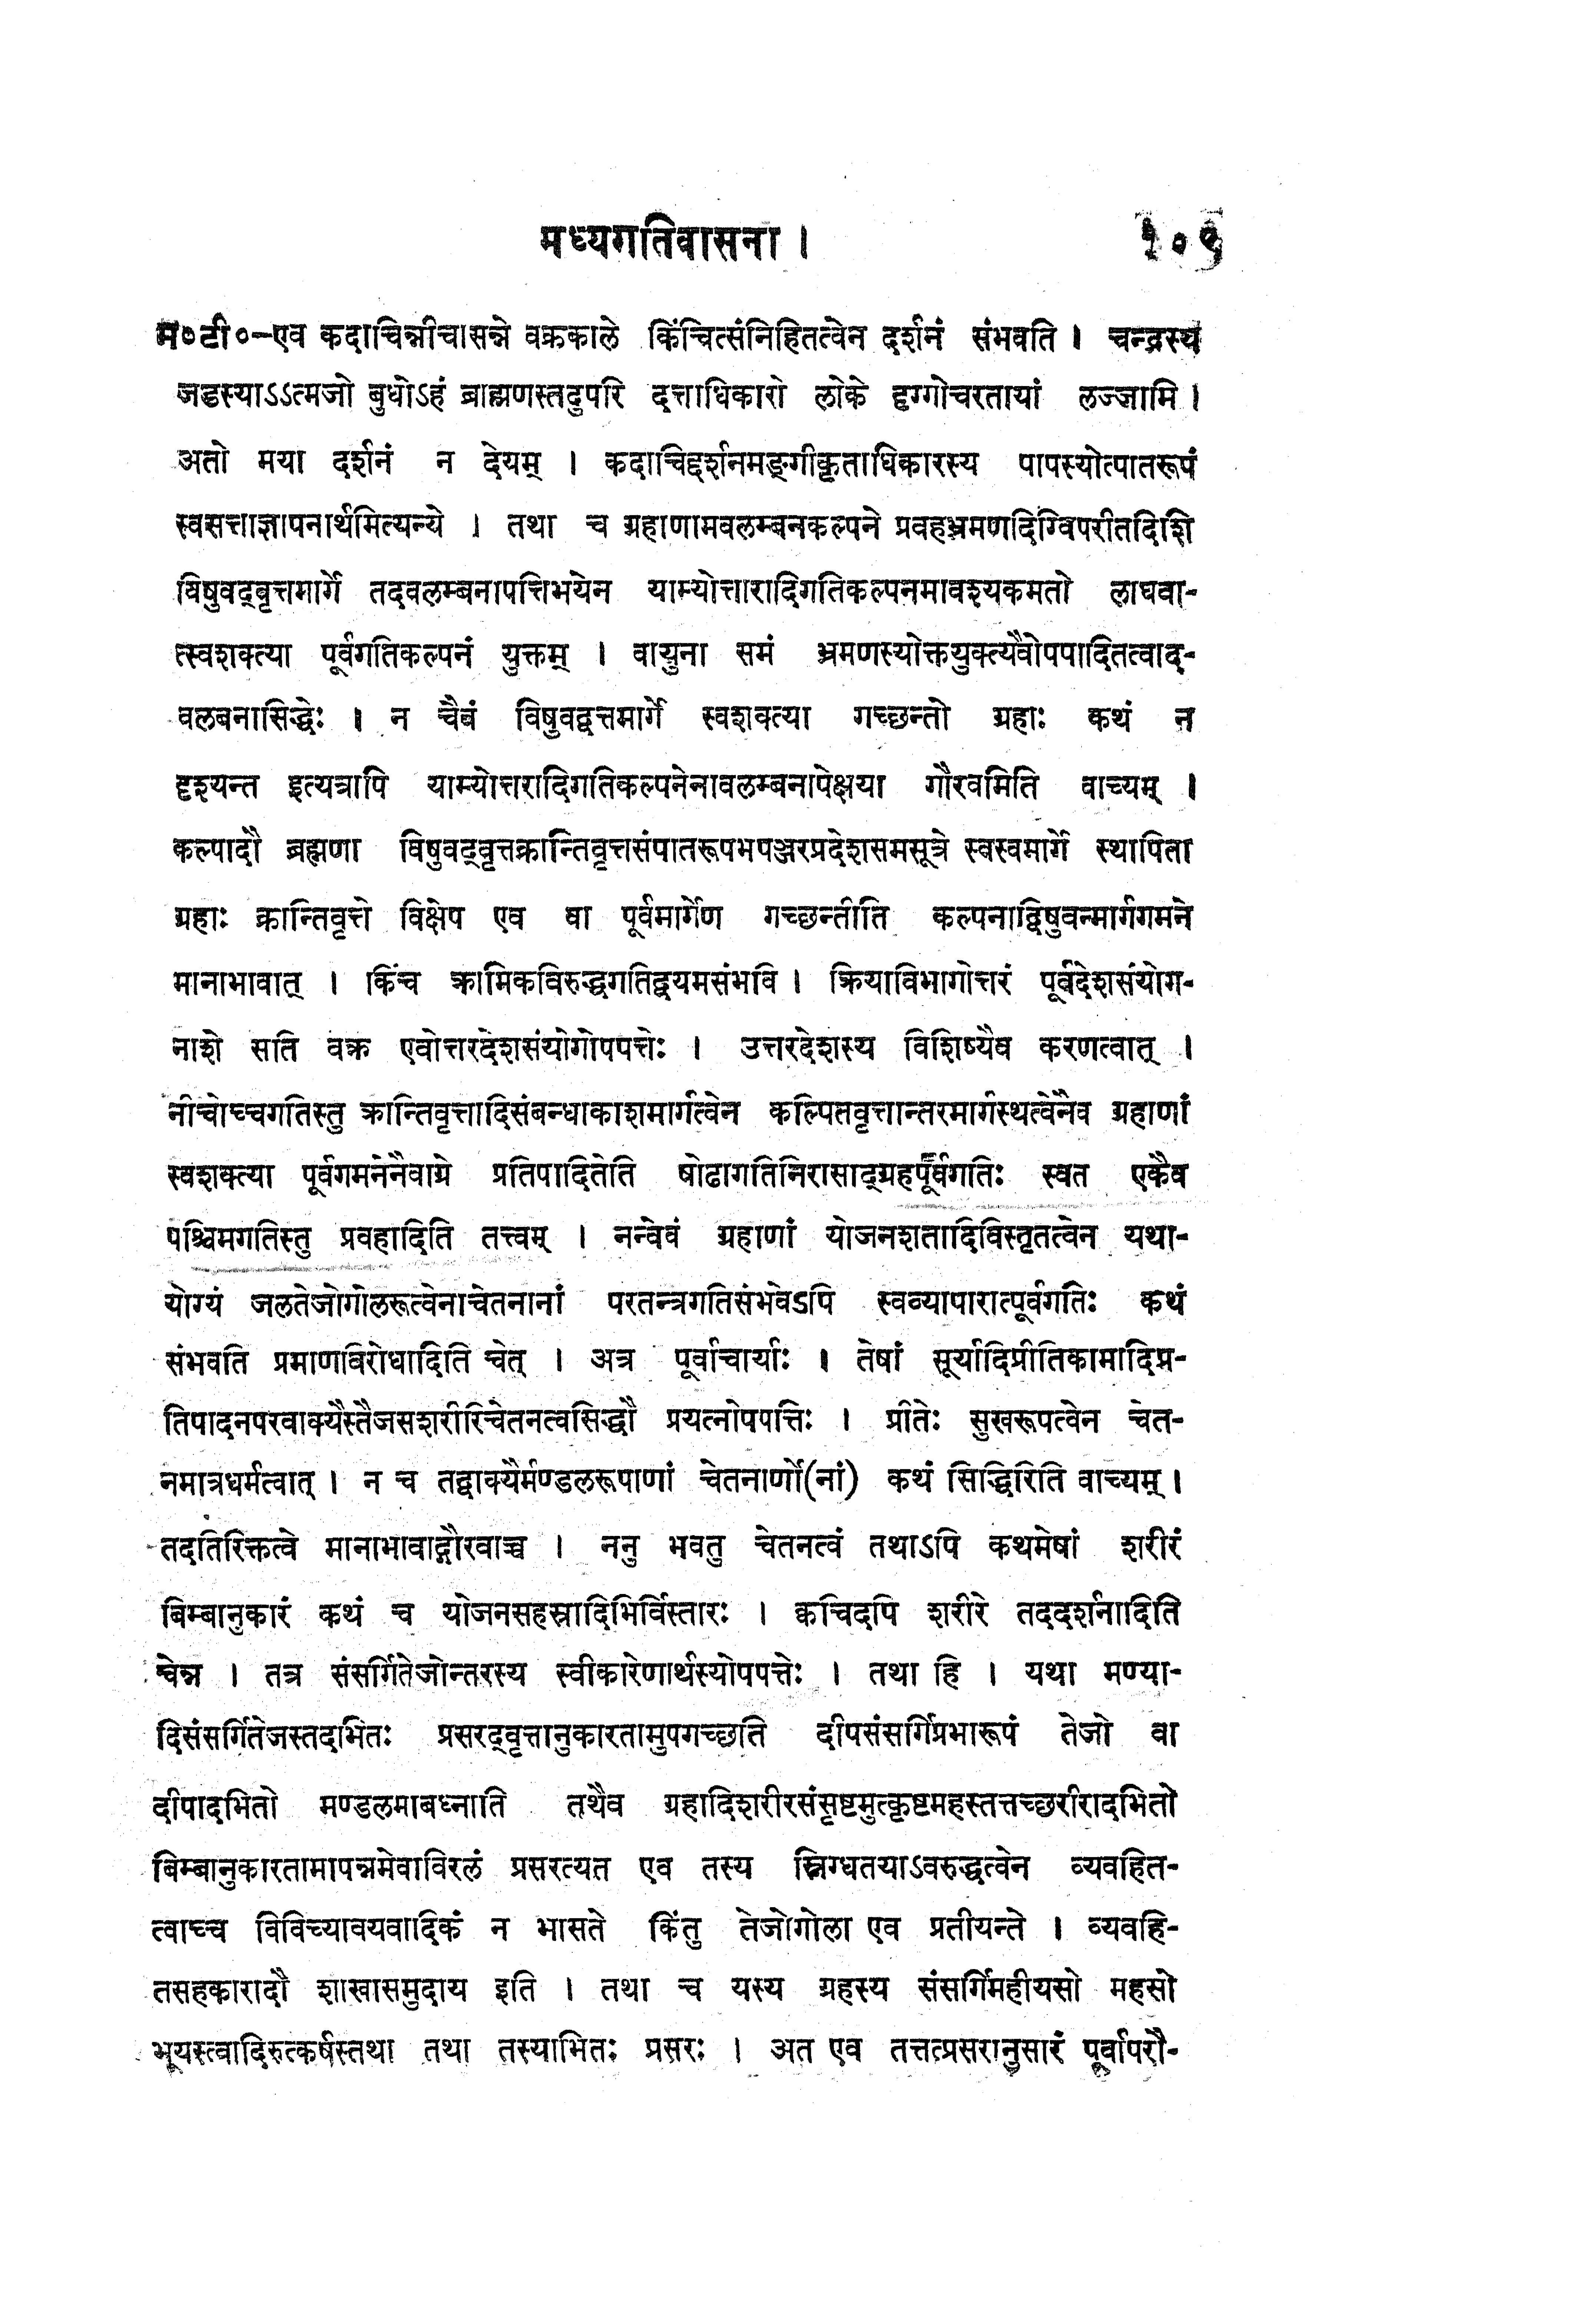 मध्यगतिवासना ।
म०टी०-एव कदाचिन्नीचासन्ने वक्रकाले किंचित्संनिहितत्वेन दर्शनं संभवति । चन्द्रस्य
जडस्याऽऽत्मजो बुधोऽहं ब्राह्मणस्तदुपरि दत्ताधिकारो लोके दृग्गोचरतायां लज्जामि ।
अतो मया दर्शनं न देयम् । कदाचिद्दर्शनमङ्गीकृताधिकारस्य पापस्योत्पातरूपं
स्वसत्ताज्ञापनार्थमित्यन्ये । तथा च ग्रहाणामवलम्बनकल्पने प्रवहभ्रमणदिग्विपरीतदिशि
विषुवद्वृत्तमार्गे तदवलम्बनापत्तिभयेन याम्योत्तारादिगतिकल्पनमावश्यकमतो लाघवा-
त्स्वशक्त्या पूर्वगतिकल्पनं युक्तम् । वायुना समं भ्रमणस्योक्तयुक्त्यैवोपपादितत्वाद-
वलबनासिद्धेः । न चैवं विषुवद्वत्तमार्गे स्वशक्त्या गच्छन्तो ग्रहाः कथं न
दृश्यन्त इत्यत्रापि याम्योत्तरादिगतिकल्पनेनावलम्बनापेक्षया गौरवमिति वाच्यम् ।
कल्पादौ ब्रह्मणा विषुवद्वृत्तक्रान्तिवृत्तसंपातरूपभपञ्जरप्रदेशसमसूत्रे स्वस्वमार्गे स्थापिता
ग्रहाः क्रान्तिवृत्ते विक्षेप एव वा पूर्वमार्गेण गच्छन्तीति कल्पनाद्विषुवन्मार्गगमने
मानाभावात् । किंच क्रामिकविरुद्धगतिद्वयमसंभवि । क्रियाविभागोत्तरं पूर्वदेशसंयोग-
नाशे सति वक्र एवोत्तरदेशसंयोगोपपत्तेः । उत्तरदेशस्य विशिष्यैव करणत्वात् ।
नीचोच्चगतिस्तु क्रान्तिवृत्तादिसंबन्धाकाशमार्गत्वेन कल्पितवृत्तान्तरमार्गस्थत्वेनैव ग्रहाणां
स्वशक्त्या पूर्वगमनेनैवाग्रे प्रतिपादितेति षोढागतिनिरासाद्ग्रहपूर्वगतिः स्वत एकैव
पश्चिमगतिस्तु प्रवहादिति तत्त्वम् । नन्वेवं ग्रहाणां योजनशतादिविस्तृतत्वेन यथा-
योग्यं जलतेजोगोलरूत्वेनाचेतनानां परतन्त्रगतिसंभवेऽपि स्वव्यापारात्पूर्वगतिः कथं
संभवति प्रमाणविरोधादिति चेत् । अत्र पूर्वाचार्याः । तेषां सूर्यादिप्रीतिकामादिप्र-
तिपादनपरवाक्यैस्तैजसशरीरिचेतनत्वसिद्धौ प्रयत्नोपपत्तिः । प्रीतेः सुखरूपत्वेन चेत-
नमात्रधर्मत्वात् । न च तद्वाक्यैर्मण्डलरूपाणां चेतनार्णो(नां) कथं सिद्धिरिति वाच्यम् ।
तदतिरिक्तत्वे मानाभावाद्गौरवाच्च । ननु भवतु चेतनत्वं तथाऽपि कथमेषां शरीरं
बिम्बानुकारं कथं च योजनसहस्रादिभिर्विस्तारः । क्वचिदपि शरीरे तददर्शनादिति
चेन्न । तत्र संसर्गितेजोन्तरस्य स्वीकारेणार्थस्योपपत्तेः । तथा हि । यथा मण्या-
दिसंसर्गितेजस्तदभितः प्रसरद्वृत्तानुकारतामुपगच्छति दीपसंसर्गिप्रभारूपं तेजो वा
दीपादभितो मण्डलमाबध्नाति तथैव ग्रहादिशरीरसंसृष्टमुत्कृष्टमहस्तत्तच्छरीरादभितो
बिम्बानुकारतामापन्नमेवाविरलं प्रसरत्यत एव तस्य स्निग्धतयाऽवरुद्धत्वेन व्यवहित-
त्वाच्च विविच्यावयवादिकं न भासते किंतु तेजोगोला एव प्रतीयन्ते । व्यवहि-
तसहकारादौ शाखासमुदाय इति । तथा च यस्य ग्रहस्य संसर्गिमहीयसो महसो
भूयस्त्वादिरुत्कर्षस्तथा तथा तस्याभितः प्रसरः । अत एव तत्तत्प्रसरानुसारं पूर्वापरौ-